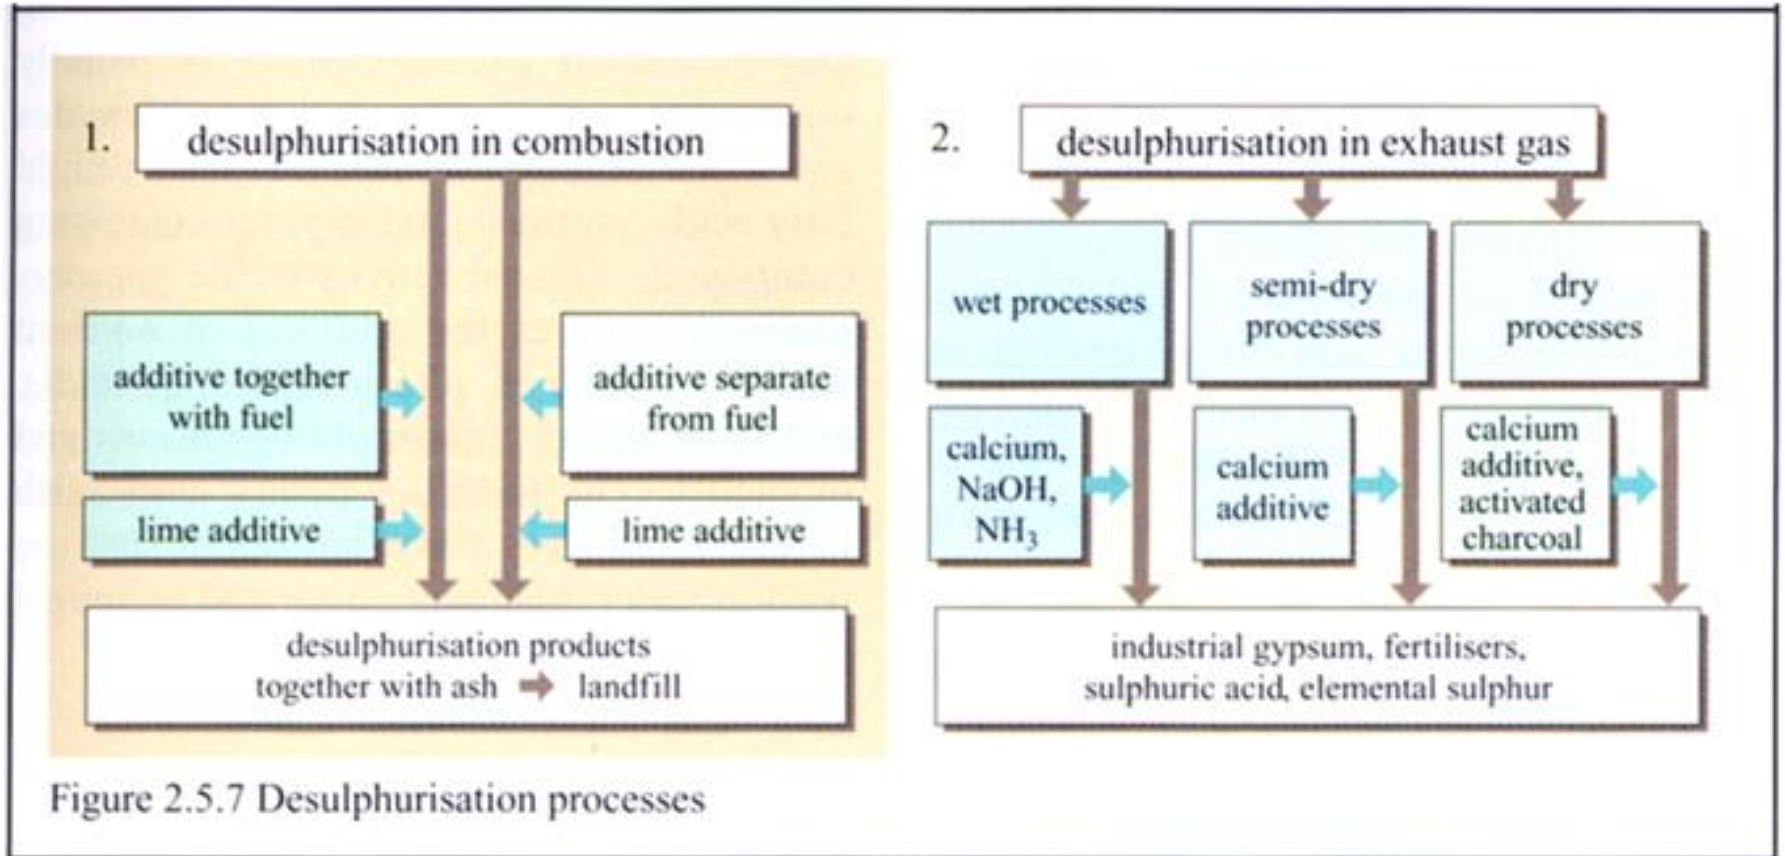 1.
desulphurisation in combustion
additive together
with fuel
additive separate
from fuel
lime additive
lime additive
desulphurisation products
together with ash ➡ landfill
2.
desulphurisation in exhaust gas
wet processes
semi-dry
processes
dry
processes
calcium,
NaOH,
NH₃
calcium
additive
calcium
additive,
activated
charcoal
industrial gypsum, fertilisers,
sulphuric acid, elemental sulphur
Figure 2.5.7 Desulphurisation processes